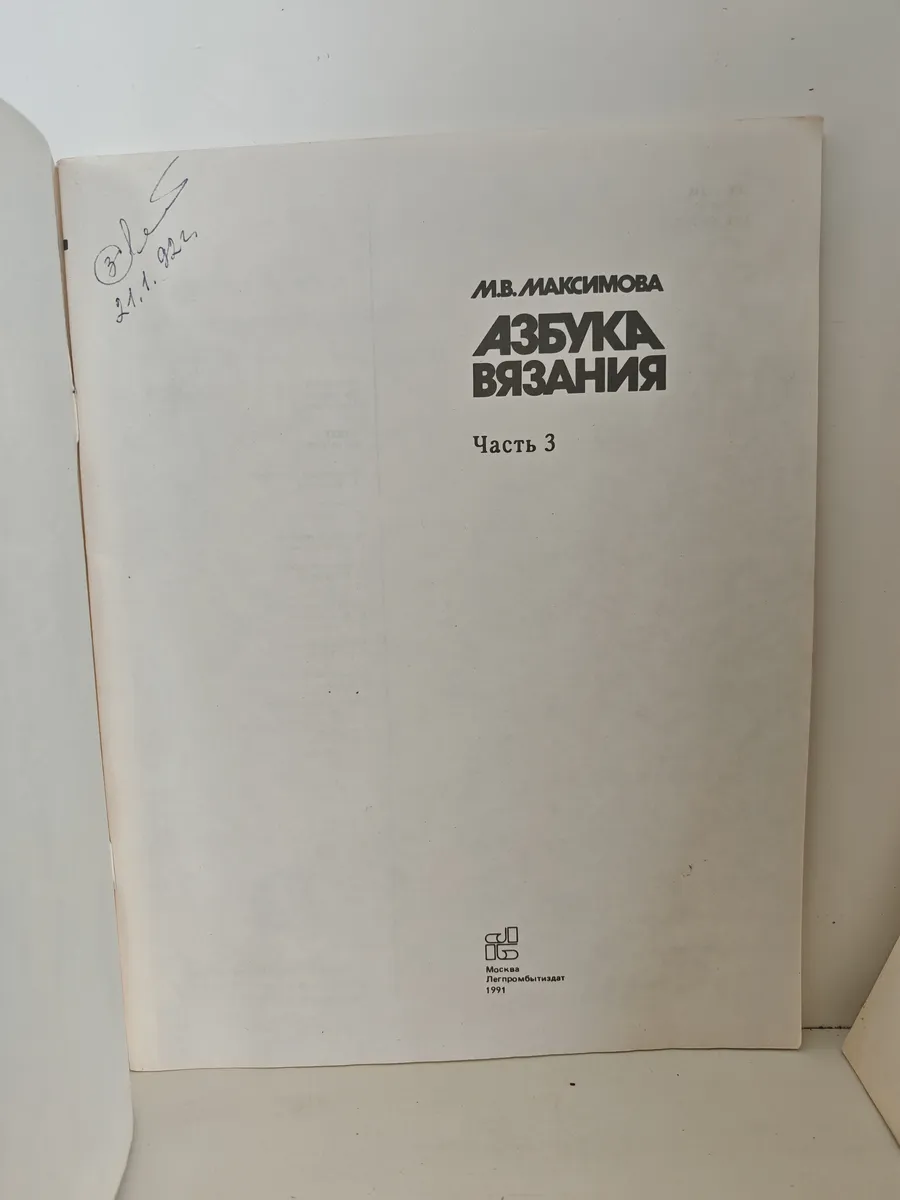 21.1.92г.
М.В. МАКСИМОВА
АЗБУКА
ВЯЗАНИЯ
Часть 3
Москва
Легпромбытиздат
1991